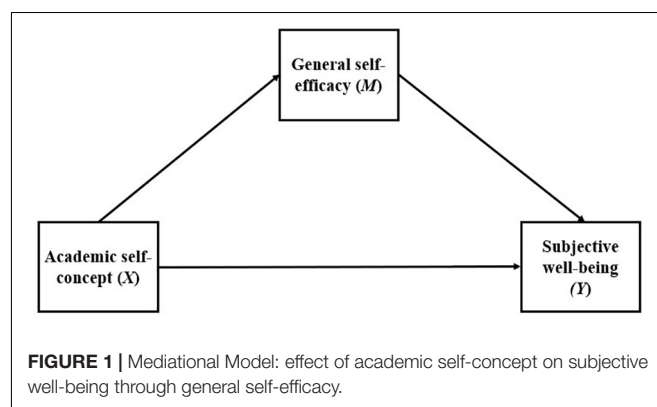 General self-
efficacy (M)
Academic self-
concept (X)
Subjective
well-being
(Y)
FIGURE 1 | Mediational Model: effect of academic self-concept on subjective
well-being through general self-efficacy.